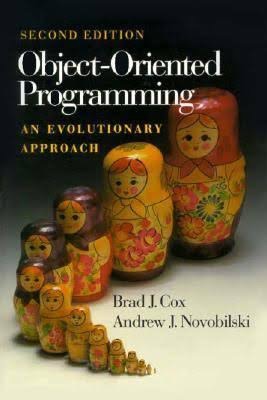 SECOND EDITION
Object-Oriented
Programming
AN EVOLUTIONARY
APPROACH
Brad J. Cox
Andrew J. Novobilski